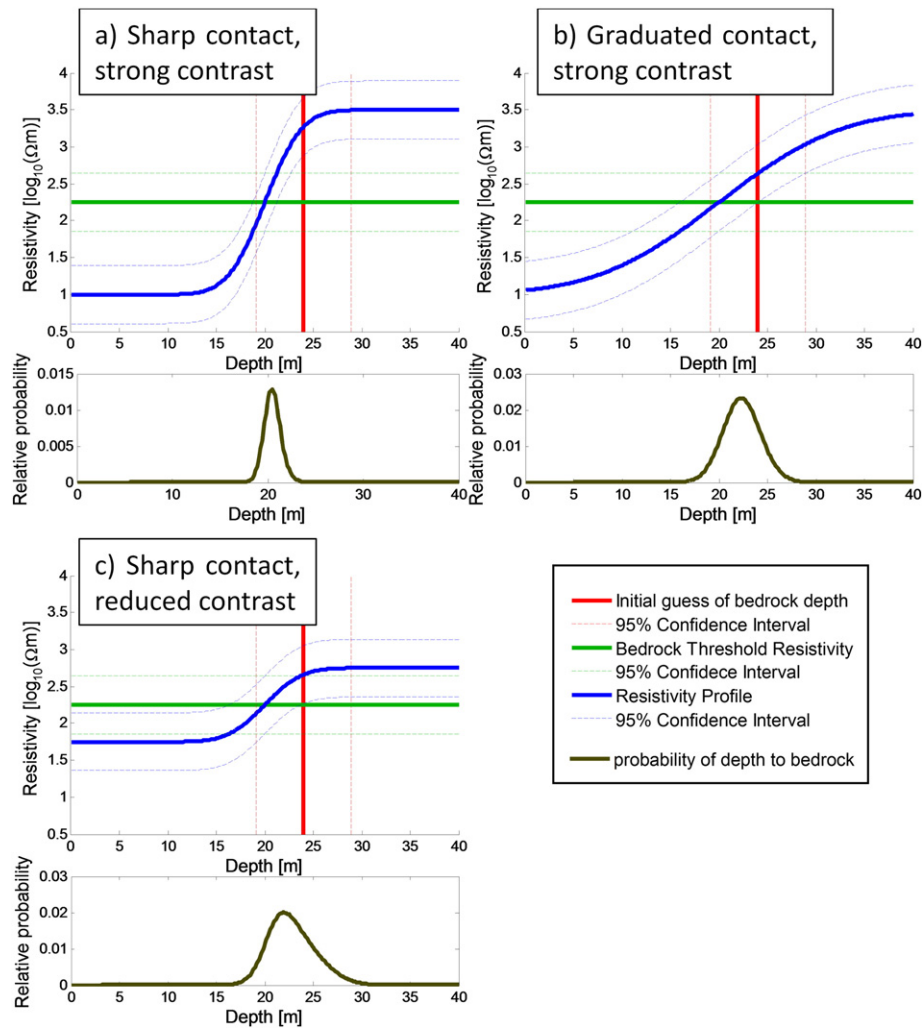 a) Sharp contact,
strong contrast
b) Graduated contact,
strong contrast
Resistivity [log10(Ωm)]
4
3.5
3
2.5
2
1.5
1
0.5
0 5 10 15 20 25 30 35 40
Depth [m]
Resistivity [log10(Ωm)]
4
3.5
3
2.5
2
1.5
1
0.5
0 5 10 15 20 25 30 35 40
Depth [m]
Relative probability
0.015
0.01
0.005
0
0 10 20 30 40
Depth [m]
Relative probability
0.03
0.02
0.01
0
0 5 10 15 20 25 30 35 40
Depth [m]
c) Sharp contact,
reduced contrast
Resistivity [log10(Ωm)]
4
3.5
3
2.5
2
1.5
1
0.5
0 5 10 15 20 25 30 35 40
Depth [m]
Initial guess of bedrock depth
95% Confidence Interval
Bedrock Threshold Resistivity
95% Confidece Interval
Resistivity Profile
95% Confidence Interval
probability of depth to bedrock
Relative probability
0.03
0.02
0.01
0
0 5 10 15 20 25 30 35 40
Depth [m]